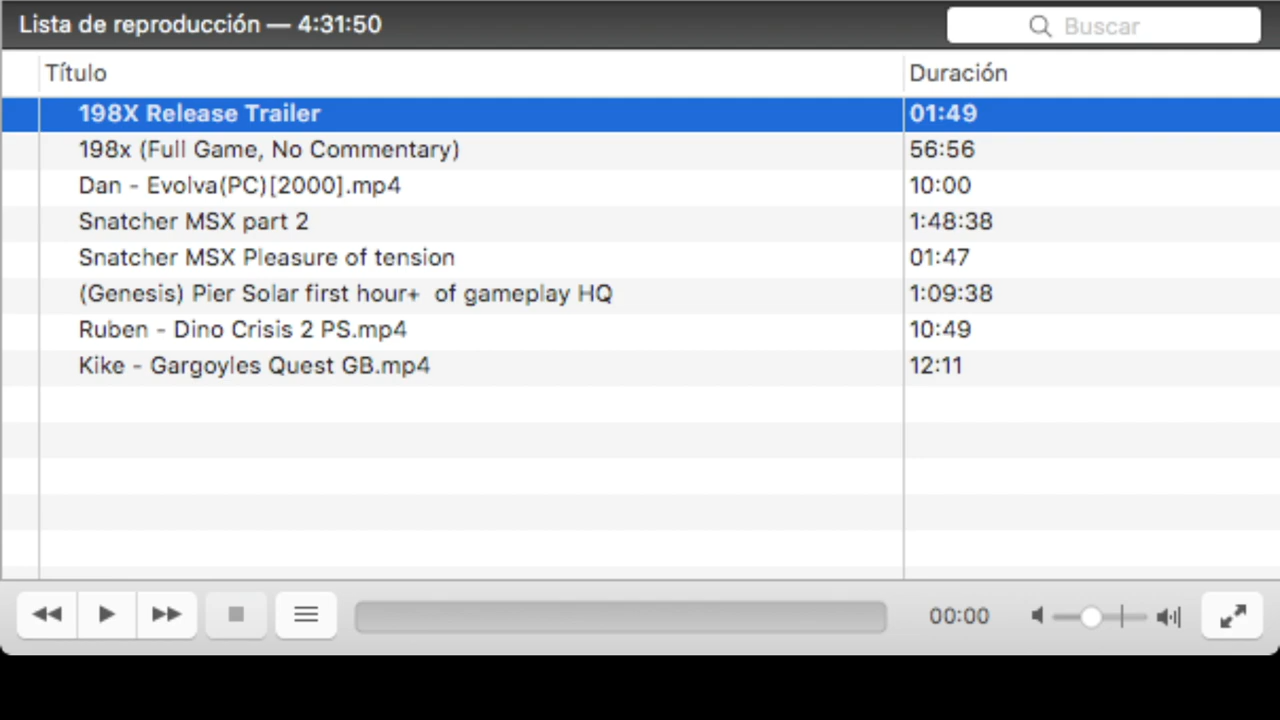 Lista de reproducción — 4:31:50 Buscar
Título Duración
198X Release Trailer 01:49
198x (Full Game, No Commentary) 56:56
Dan - Evolva(PC)[2000].mp4 10:00
Snatcher MSX part 2 1:48:38
Snatcher MSX Pleasure of tension 01:47
(Genesis) Pier Solar first hour+  of gameplay HQ 1:09:38
Ruben - Dino Crisis 2 PS.mp4 10:49
Kike - Gargoyles Quest GB.mp4 12:11
00:00